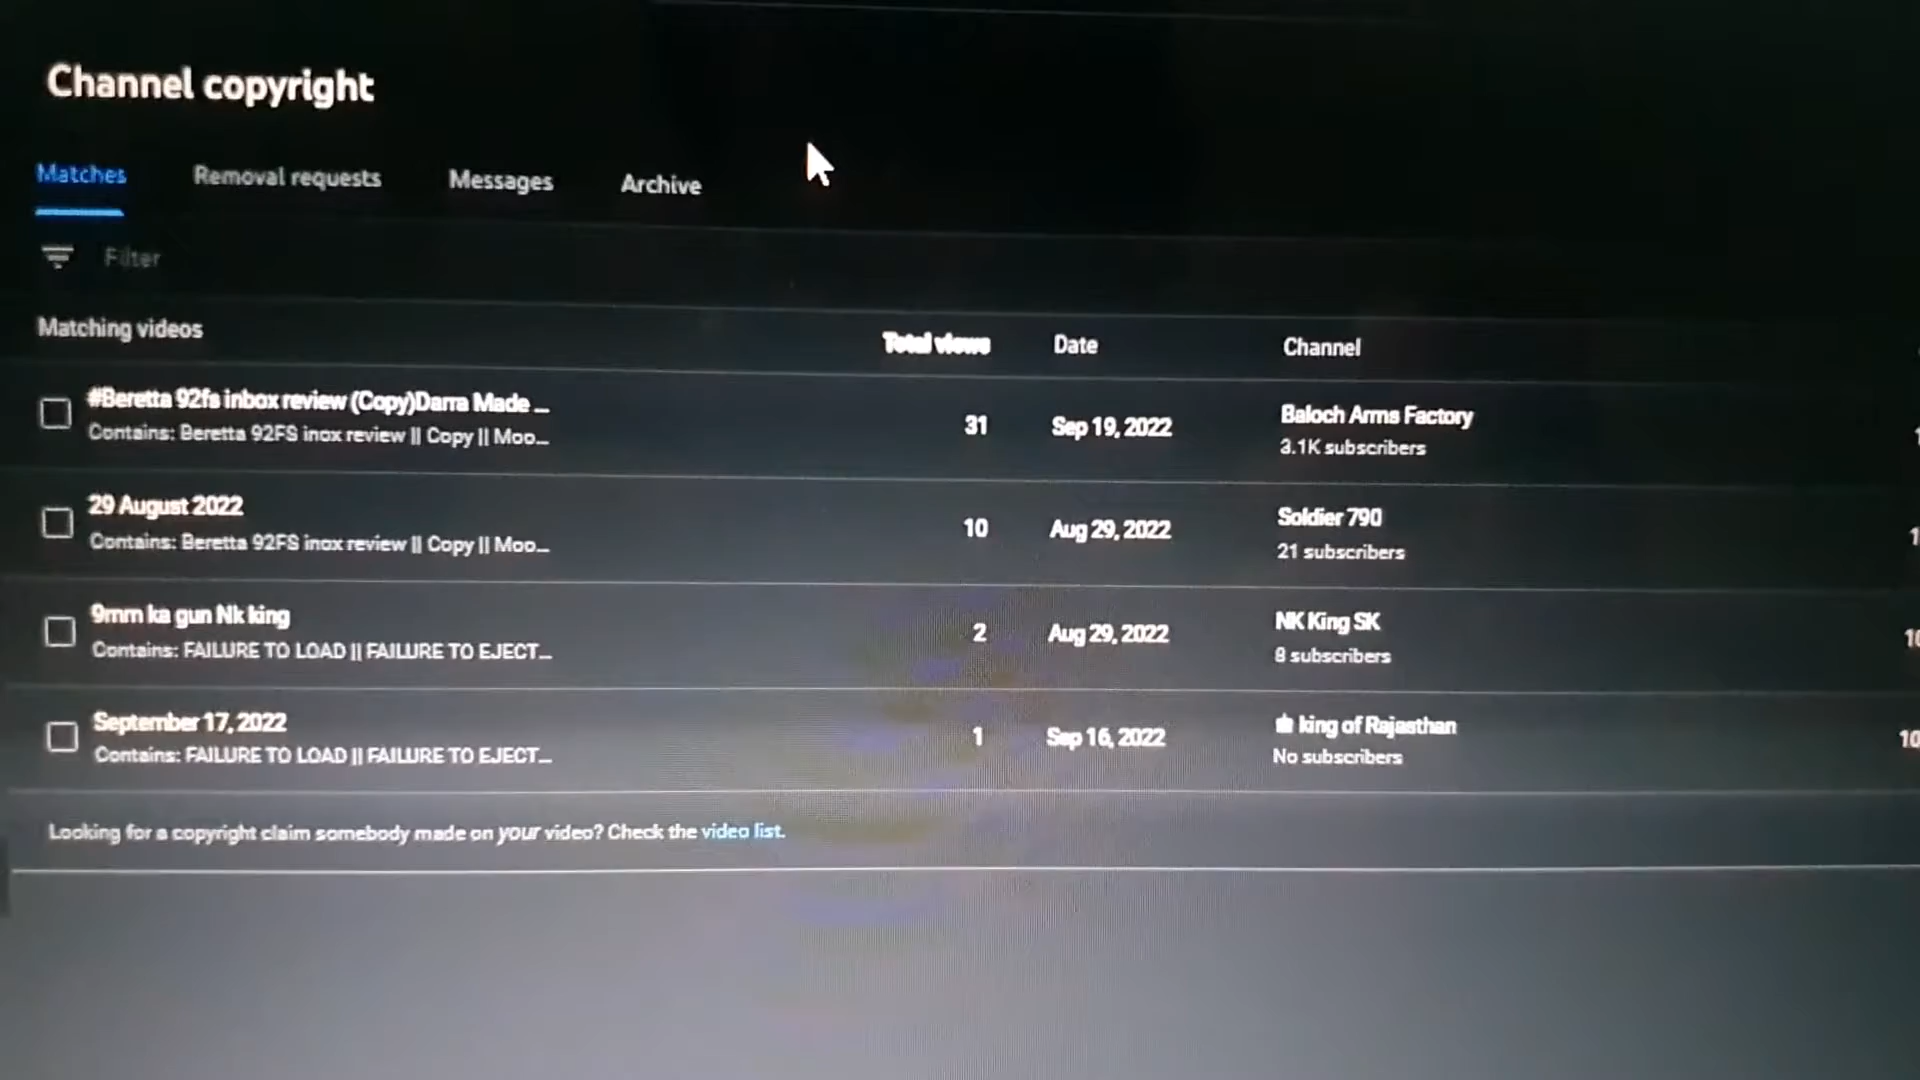 Channel copyright
Matches Removal requests Messages Archive
Filter
Matching videos Total views Date Channel
#Beretta 92fs inbox review (Copy)Darra Made ... 31 Sep 19, 2022 Baloch Arms Factory
Contains: Beretta 92FS inox review || Copy || Moo... 3.1K subscribers
29 August 2022 10 Aug 29, 2022 Soldier 790
Contains: Beretta 92FS inox review || Copy || Moo... 21 subscribers
9mm ka gun Nk king 2 Aug 29, 2022 NK King SK
Contains: FAILURE TO LOAD || FAILURE TO EJECT... 8 subscribers
September 17, 2022 1 Sep 16, 2022 king of Rajasthan
Contains: FAILURE TO LOAD || FAILURE TO EJECT... No subscribers
Looking for a copyright claim somebody made on your video? Check the video list.